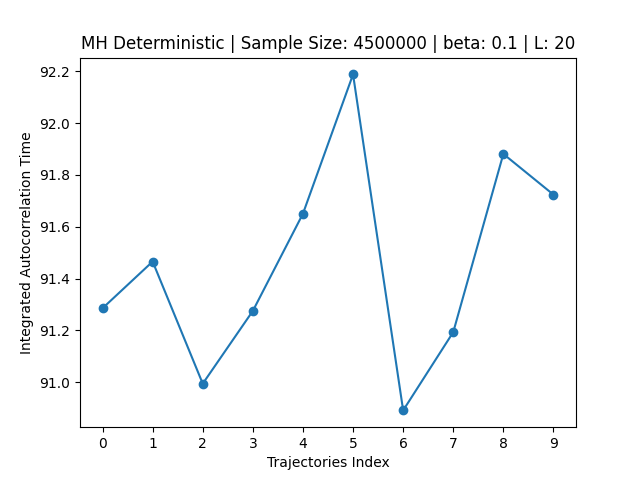 MH Deterministic | Sample Size: 4500000 | beta: 0.1 | L: 20
92.2
92.0
91.8
91.6
91.4
91.2
91.0
Integrated Autocorrelation Time
0 1 2 3 4 5 6 7 8 9
Trajectories Index